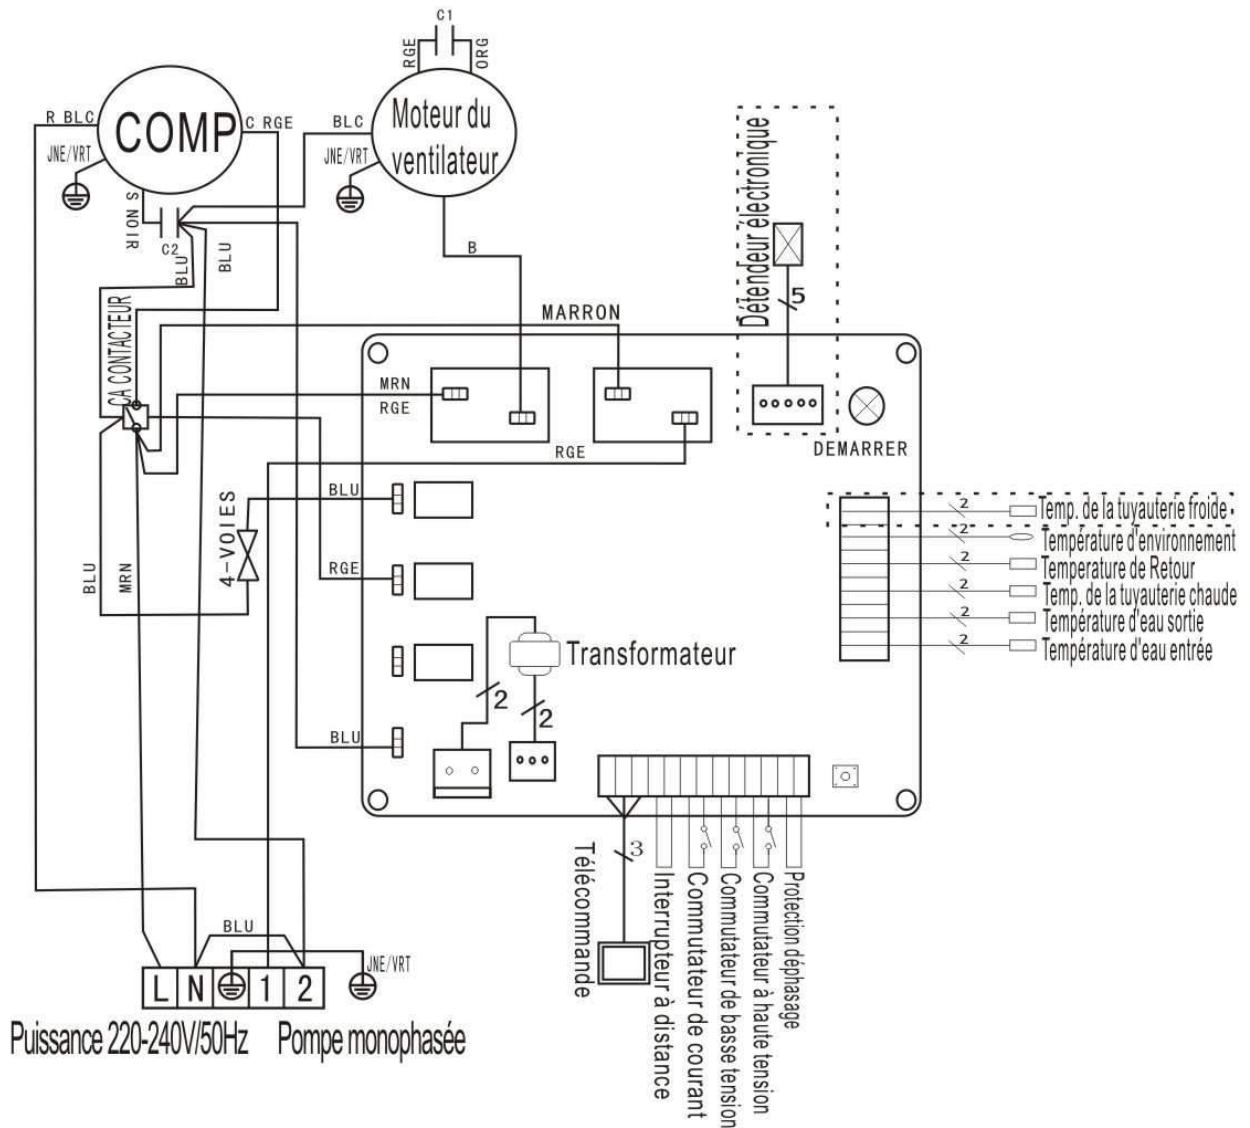 C1
RGE
ORG
R BLC
COMP
C RGE
BLC
Moteur du
ventilateur
JNE/VRT
JNE/VRT
S NOIR
C2
BLU
BLU
B
Détendeur électronique
5
CA CONTACTEUR
MARRON
MRN
RGE
DEMARRER
RGE
BLU
4-VOIES
BLU
MRN
RGE
2 Temp. de la tuyauterie froide
2 Température d'environnement
2 Temperature de Retour
2 Temp. de la tuyauterie chaude
2 Température d'eau sortie
2 Température d'eau entrée
Transformateur
2
2
BLU
3
Télécommande
Interrupteur à distance
Commutateur de courant
Commutateur de basse tension
Commutateur à haute tension
Protection déphasage
BLU
JNE/VRT
L N 1 2
Puissance 220-240V/50Hz Pompe monophasée